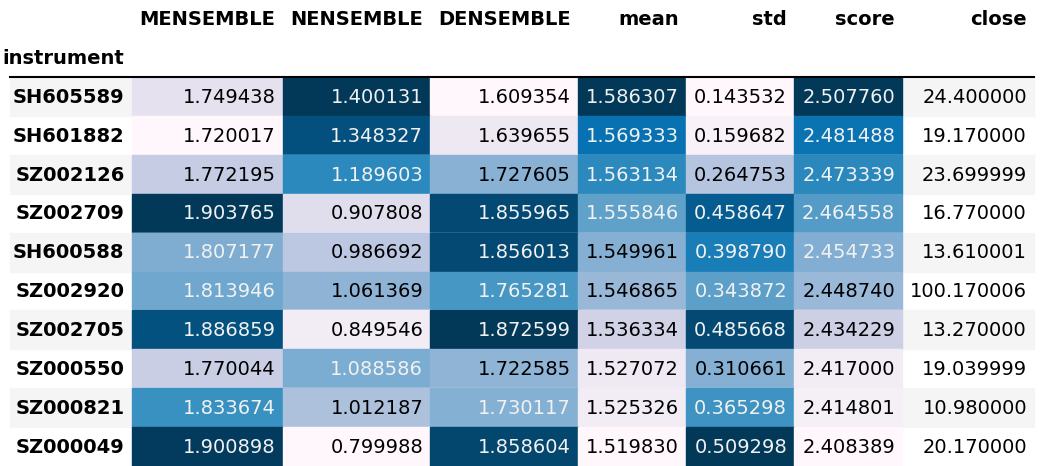 MENSEMBLE NENSEMBLE DENSEMBLE mean std score close
instrument
SH605589 1.749438 1.400131 1.609354 1.586307 0.143532 2.507760 24.400000
SH601882 1.720017 1.348327 1.639655 1.569333 0.159682 2.481488 19.170000
SZ002126 1.772195 1.189603 1.727605 1.563134 0.264753 2.473339 23.699999
SZ002709 1.903765 0.907808 1.855965 1.555846 0.458647 2.464558 16.770000
SH600588 1.807177 0.986692 1.856013 1.549961 0.398790 2.454733 13.610001
SZ002920 1.813946 1.061369 1.765281 1.546865 0.343872 2.448740 100.170006
SZ002705 1.886859 0.849546 1.872599 1.536334 0.485668 2.434229 13.270000
SZ000550 1.770044 1.088586 1.722585 1.527072 0.310661 2.417000 19.039999
SZ000821 1.833674 1.012187 1.730117 1.525326 0.365298 2.414801 10.980000
SZ000049 1.900898 0.799988 1.858604 1.519830 0.509298 2.408389 20.170000